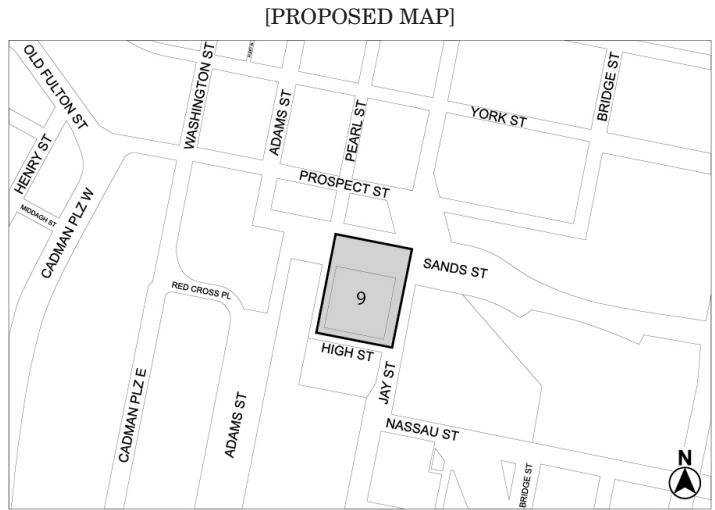 [PROPOSED MAP]
OLD FULTON ST
WASHINGTON ST
ADAMS ST
PEARL ST
YORK ST
BRIDGE ST
HENRY ST
MIDDAGH ST
CADMAN PLZ W
PROSPECT ST
SANDS ST
RED CROSS PL
9
HIGH ST
JAY ST
CADMAN PLZ E
ADAMS ST
NASSAU ST
BRIDGE ST
N